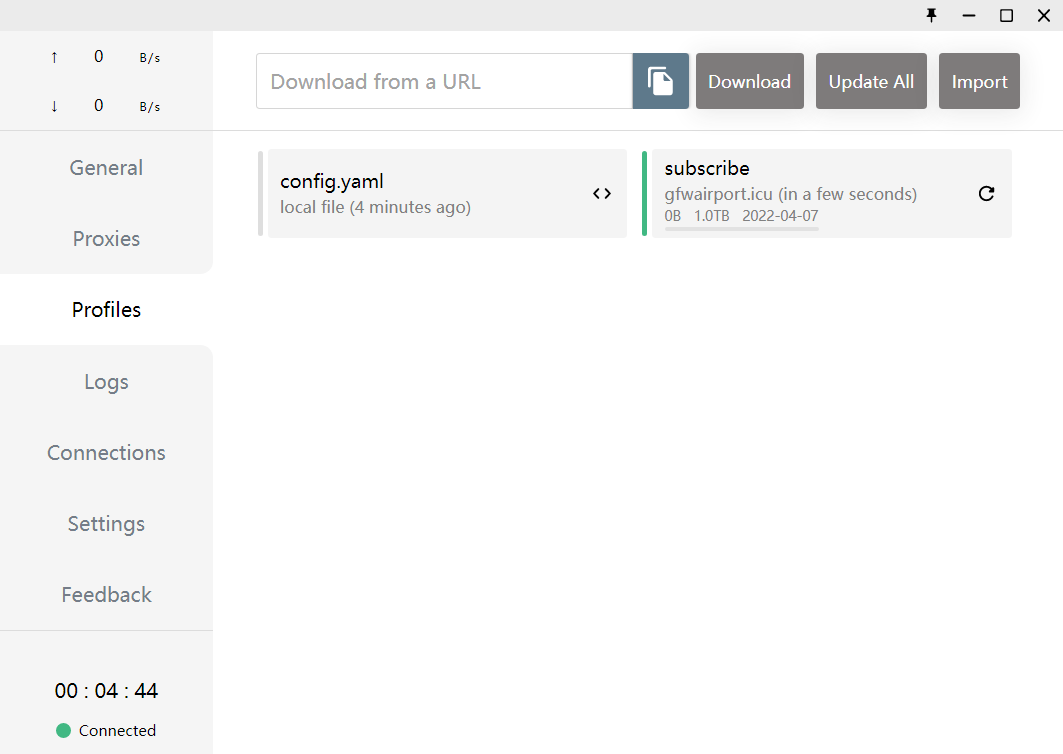 ↑ 0 B/s
↓ 0 B/s
General
Proxies
Profiles
Logs
Connections
Settings
Feedback
00 : 04 : 44
Connected
Download from a URL
Download
Update All
Import
config.yaml
local file (4 minutes ago)
subscribe
gfwairport.icu (in a few seconds)
0B 1.0TB 2022-04-07